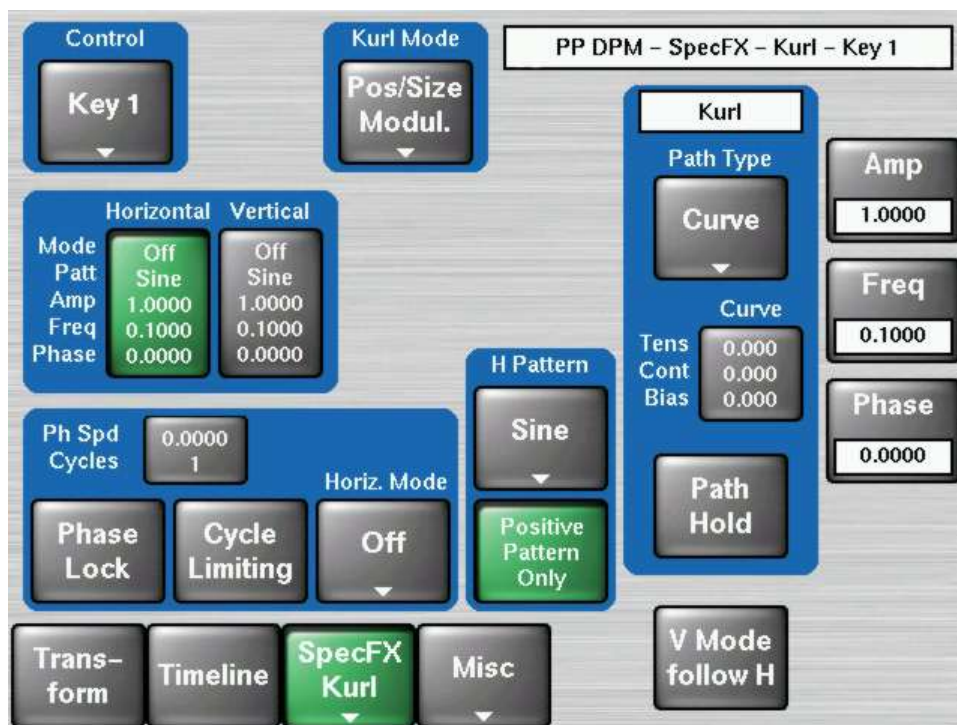 Control
Key 1
Kurl Mode
Pos/Size
Modul.
PP DPM – SpecFX – Kurl – Key 1
Horizontal Vertical
Mode Off Off
Patt Sine Sine
Amp 1.0000 1.0000
Freq 0.1000 0.1000
Phase 0.0000 0.0000
Kurl
Path Type
Curve
Curve
Tens 0.000
Cont 0.000
Bias 0.000
Path
Hold
Amp
1.0000
Freq
0.1000
Phase
0.0000
H Pattern
Sine
Positive
Pattern
Only
Ph Spd 0.0000
Cycles 1
Horiz. Mode
Phase
Lock
Cycle
Limiting
Off
V Mode
follow H
Trans–
form
Timeline
SpecFX
Kurl
Misc